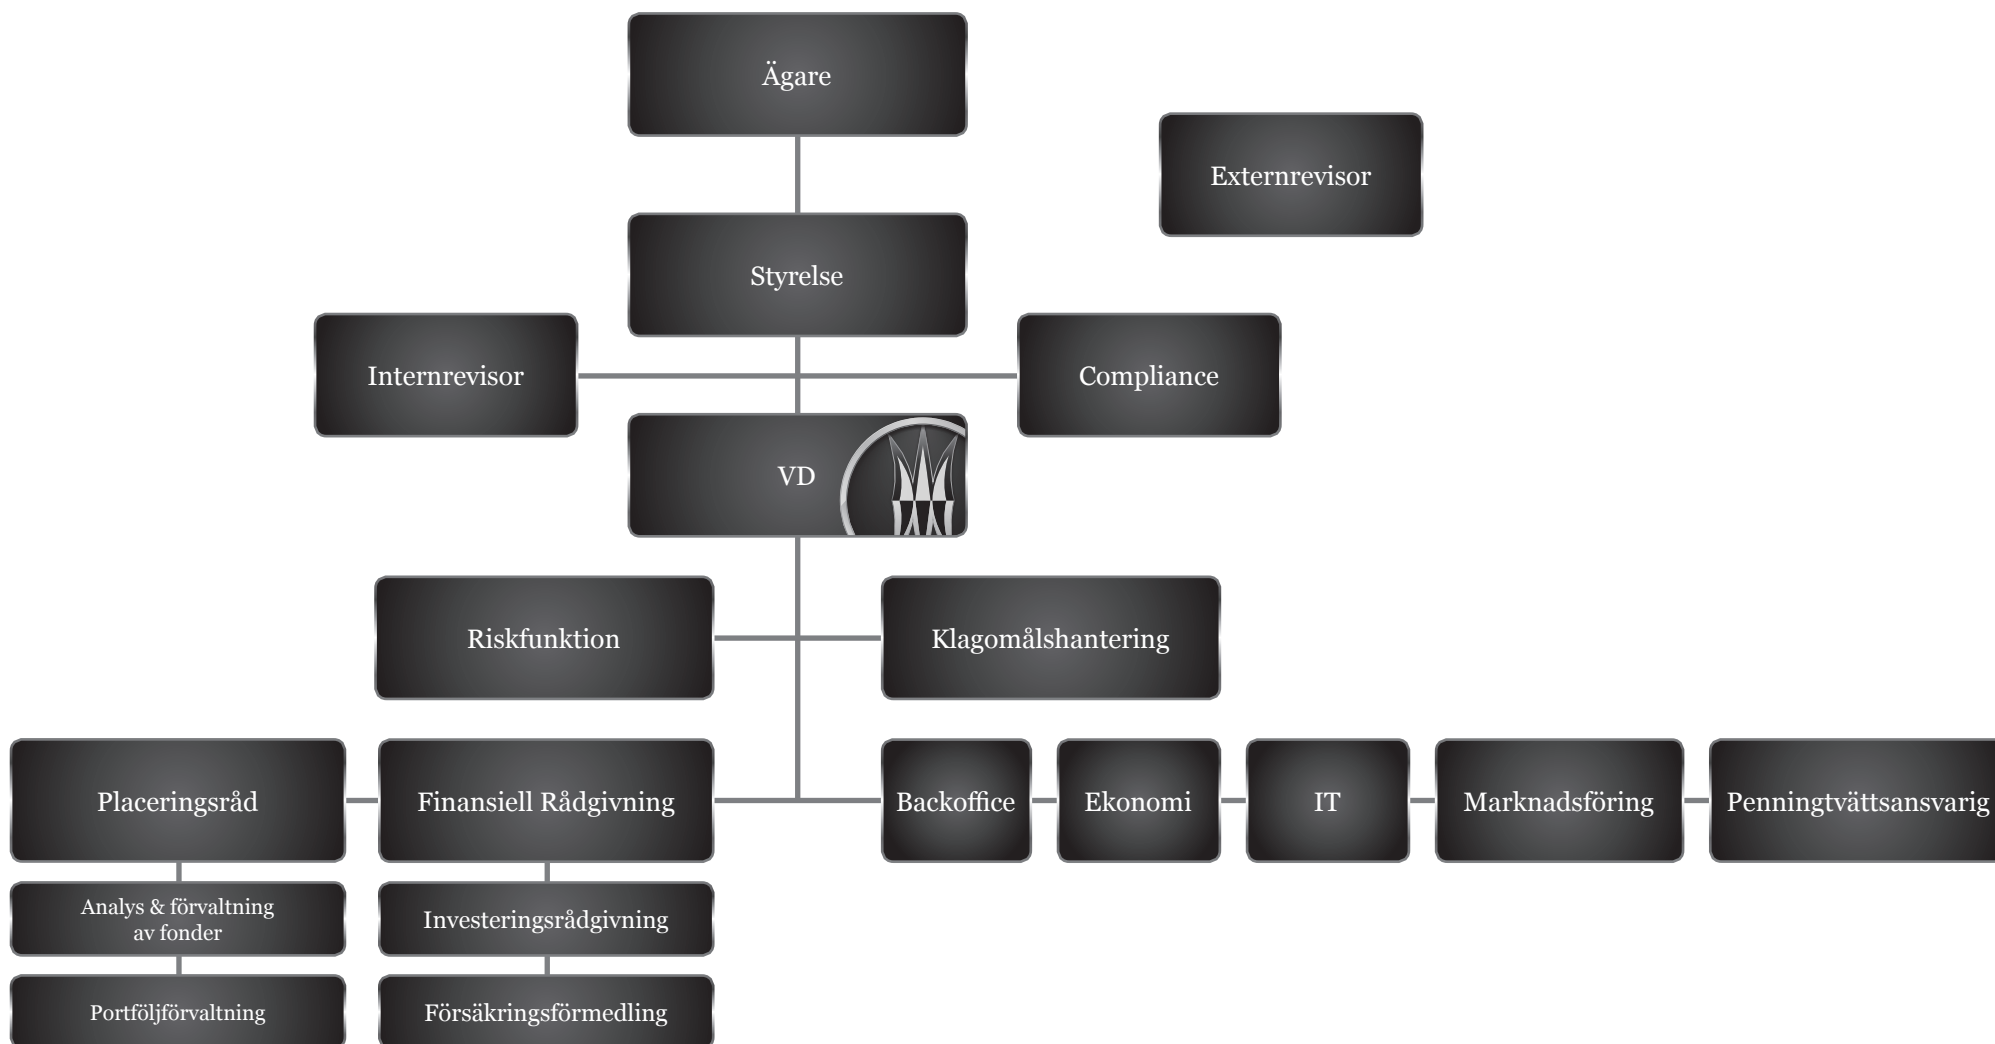 Ägare
Externrevisor
Styrelse
Internrevisor
Compliance
VD
Riskfunktion
Klagomålshantering
Placeringsråd
Finansiell Rådgivning
Backoffice
Ekonomi
IT
Marknadsföring
Penningtvättsansvarig
Analys & förvaltning
av fonder
Investeringsrådgivning
Portföljförvaltning
Försäkringsförmedling